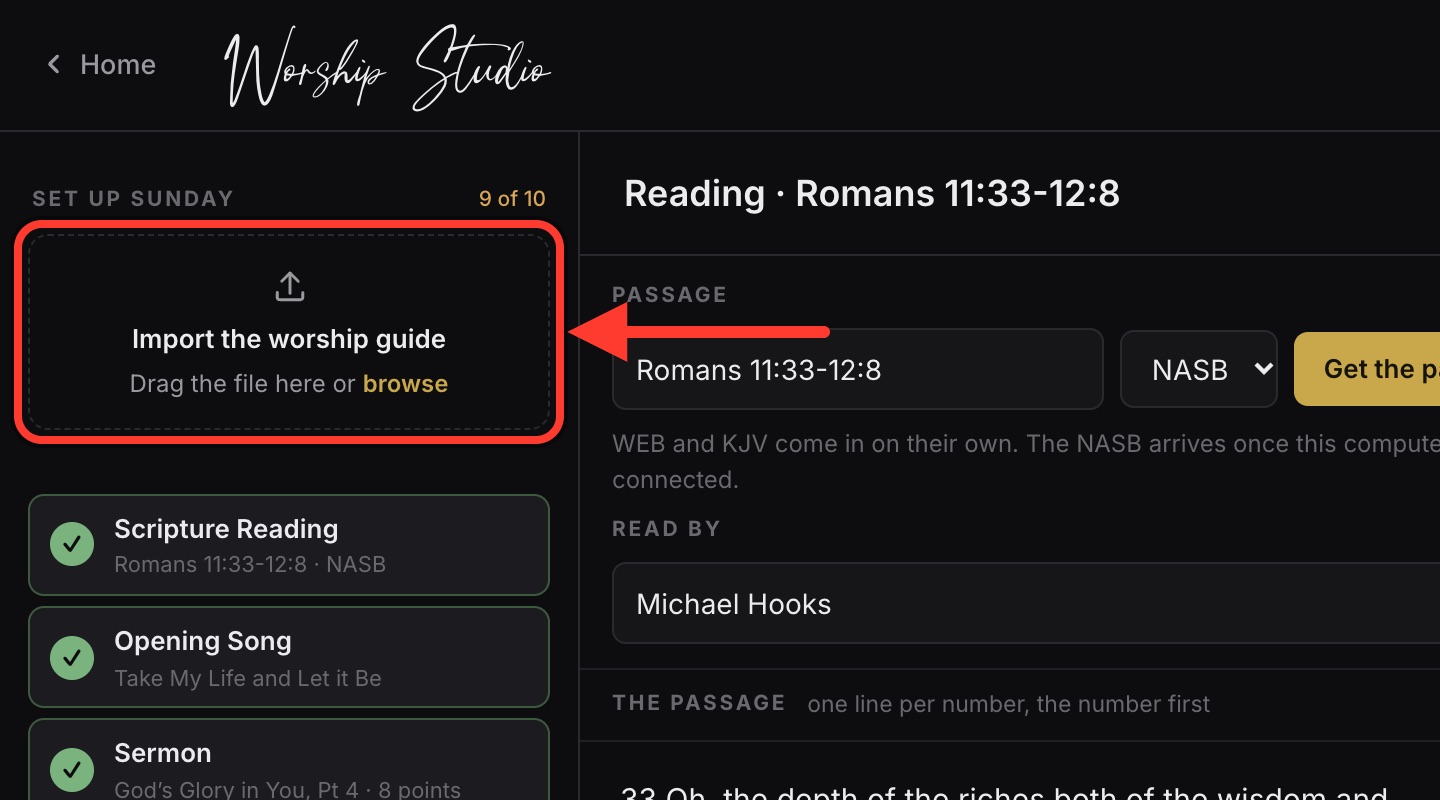 Home
Worship Studio
SET UP SUNDAY
9 of 10
Import the worship guide
Drag the file here or browse
Scripture Reading
Romans 11:33-12:8 · NASB
Opening Song
Take My Life and Let it Be
Sermon
God’s Glory in You, Pt 4 · 8 points
Reading · Romans 11:33-12:8
PASSAGE
Romans 11:33-12:8
NASB
Get the
WEB and KJV come in on their own. The NASB arrives once this
connected.
READ BY
Michael Hooks
THE PASSAGE one line per number, the number first
33 Oh, the depth of the riches both of the wisdom and